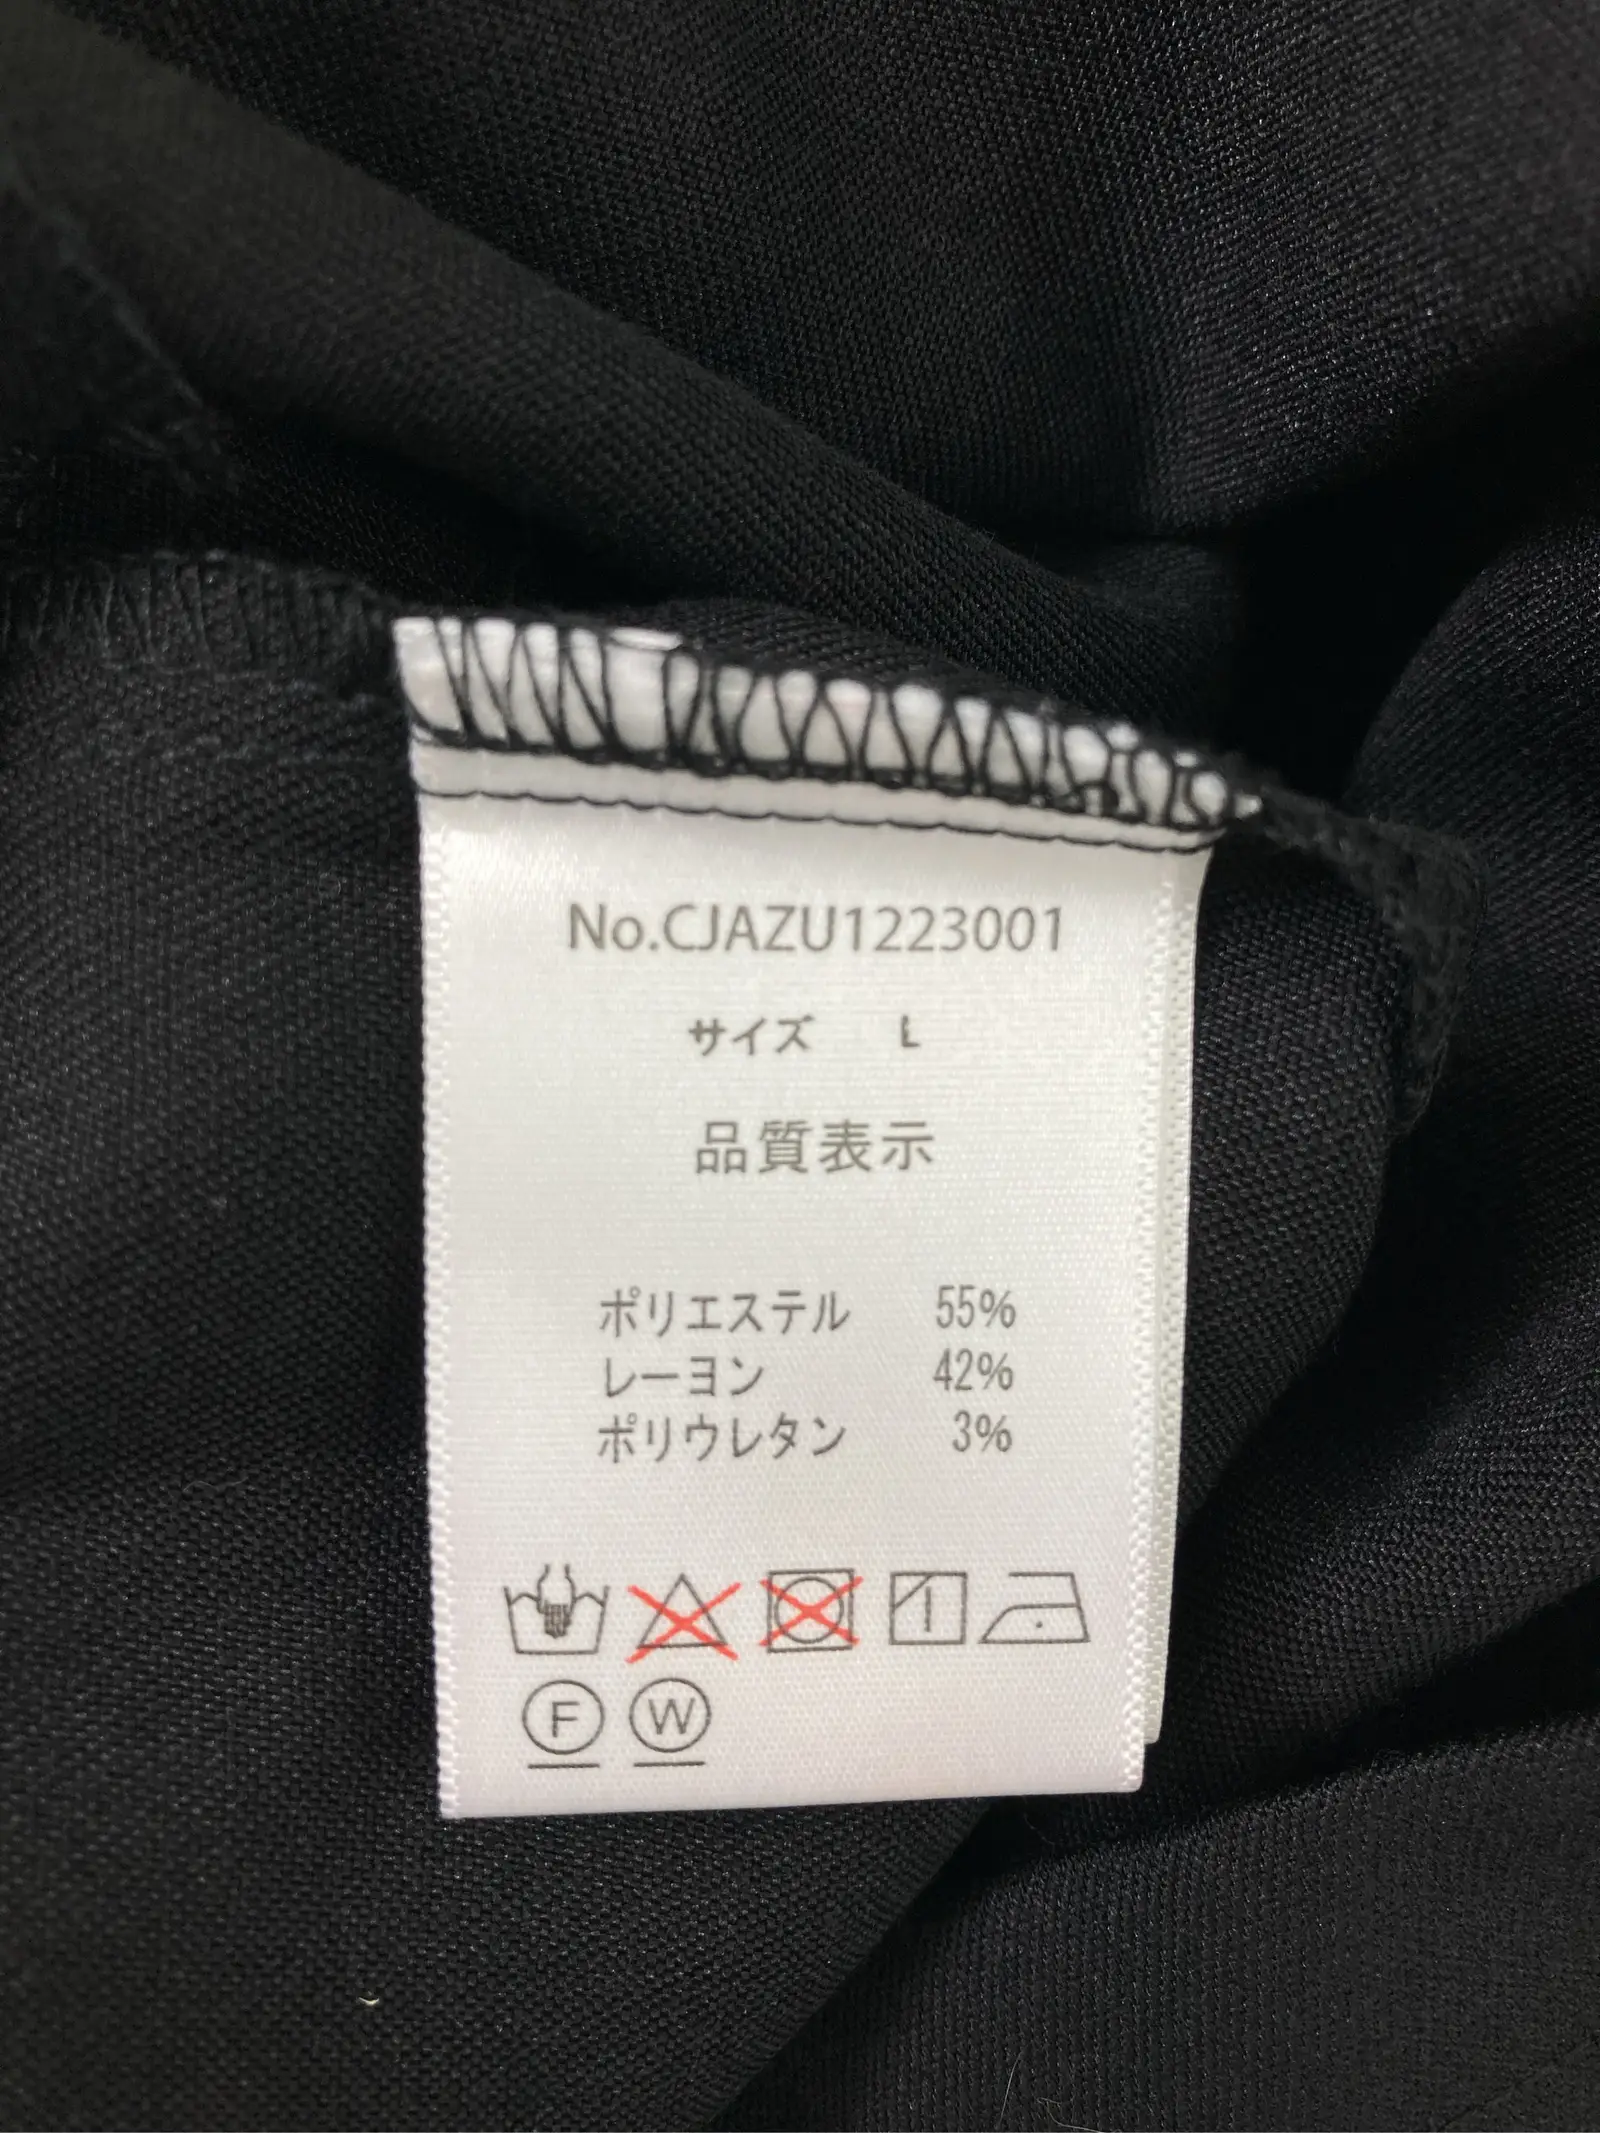 No.CJAZU1223001
サイズ L
品質表示
ポリエステル 55%
レーヨン 42%
ポリウレタン 3%
F W